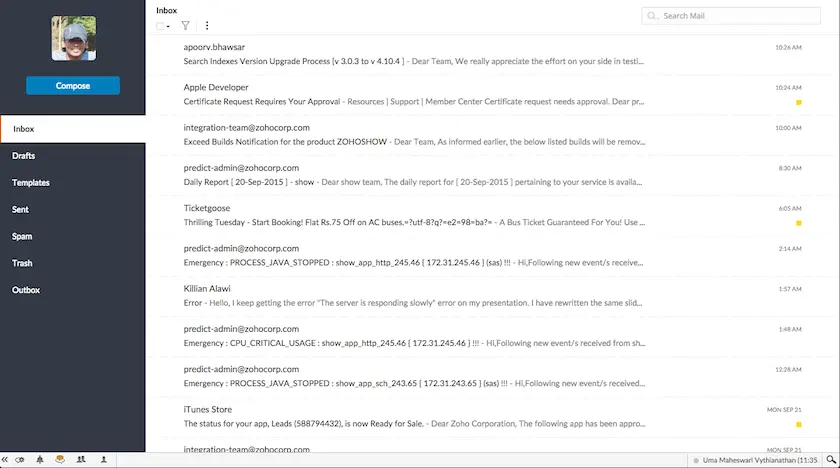 Inbox
Search Mail
Compose
Inbox
Drafts
Templates
Sent
Spam
Trash
Outbox
apoorv.bhawsar 10:26 AM
Search Indexes Version Upgrade Process [v 3.0.3 to v 4.10.4 ] - Dear Team, We really appreciate the effort on your side in testi...
Apple Developer 10:24 AM
Certificate Request Requires Your Approval - Resources | Support | Member Center Certificate request needs approval. Dear pr...
integration-team@zohocorp.com 10:00 AM
Exceed Builds Notification for the product ZOHOSHOW - Dear Team, As informed earlier, the below listed builds will be remov...
predict-admin@zohocorp.com 8:30 AM
Daily Report [ 20-Sep-2015 ] - show - Dear show team, The daily report for [ 20-Sep-2015 ] pertaining to your service is availa...
Ticketgoose 6:05 AM
Thrilling Tuesday - Start Booking! Flat Rs.75 Off on AC buses.=?utf-8?q?=e2=98=ba?= - A Bus Ticket Guaranteed For You! Use ...
predict-admin@zohocorp.com 2:14 AM
Emergency : PROCESS_JAVA_STOPPED : show_app_http_245.46 [ 172.31.245.46 ] (sas) !!! - Hi,Following new event/s receive...
Killian Alawi 1:57 AM
Error - Hello, I keep getting the error "The server is responding slowly" error on my presentation. I have rewritten the same slid...
predict-admin@zohocorp.com 1:48 AM
Emergency : CPU_CRITICAL_USAGE : show_app_http_245.46 [ 172.31.245.46 ] !!! - Hi,Following new event/s received from sh...
predict-admin@zohocorp.com 12:28 AM
Emergency : PROCESS_JAVA_STOPPED : show_app_sch_243.65 [ 172.31.243.65 ] (sas) !!! - Hi,Following new event/s received...
iTunes Store MON SEP 21
The status for your app, Leads (588794432), is now Ready for Sale. - Dear Zoho Corporation, The following app has been appro...
integration-team@zohocorp.com MON SEP 21
Uma Maheswari Vythianathan (11:35